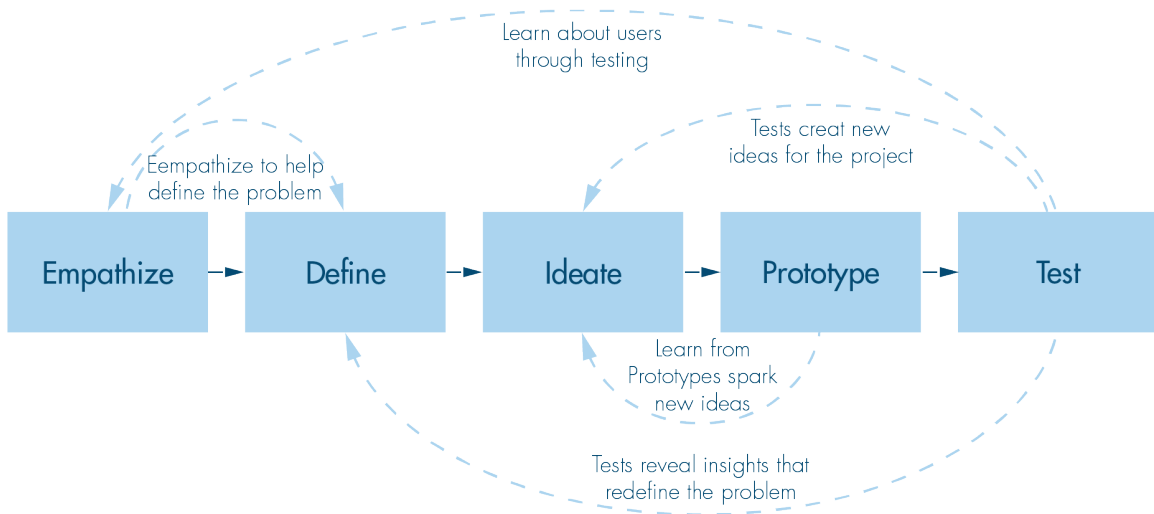 Learn about users
through testing
Tests creat new
ideas for the project
Eempathize to help
define the problem
Empathize
Define
Ideate
Prototype
Test
Learn from
Prototypes spark
new ideas
Tests reveal insights that
redefine the problem